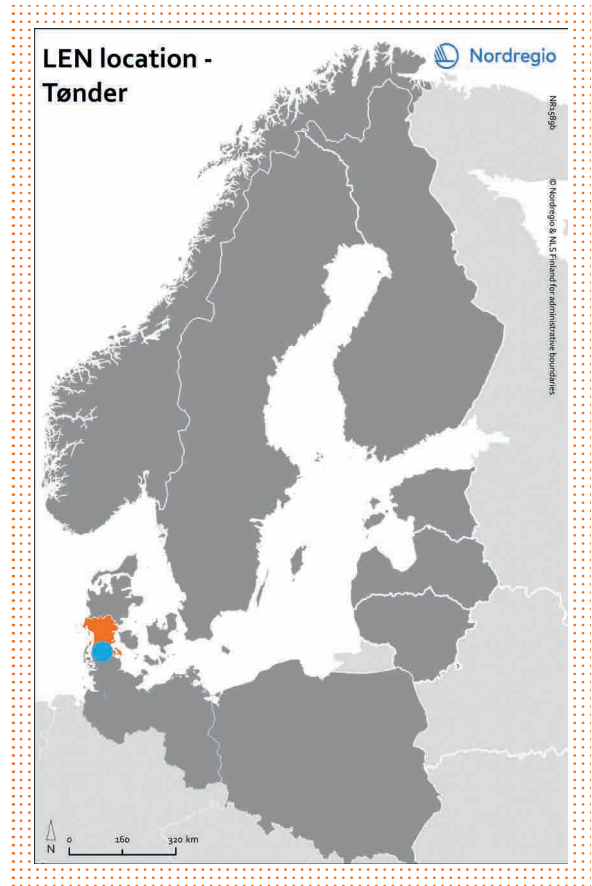 LEN location -
Tønder
Nordregio
NR1589b
© Nordregio & NLS Finland for administrative boundaries
N
0 160 320 km